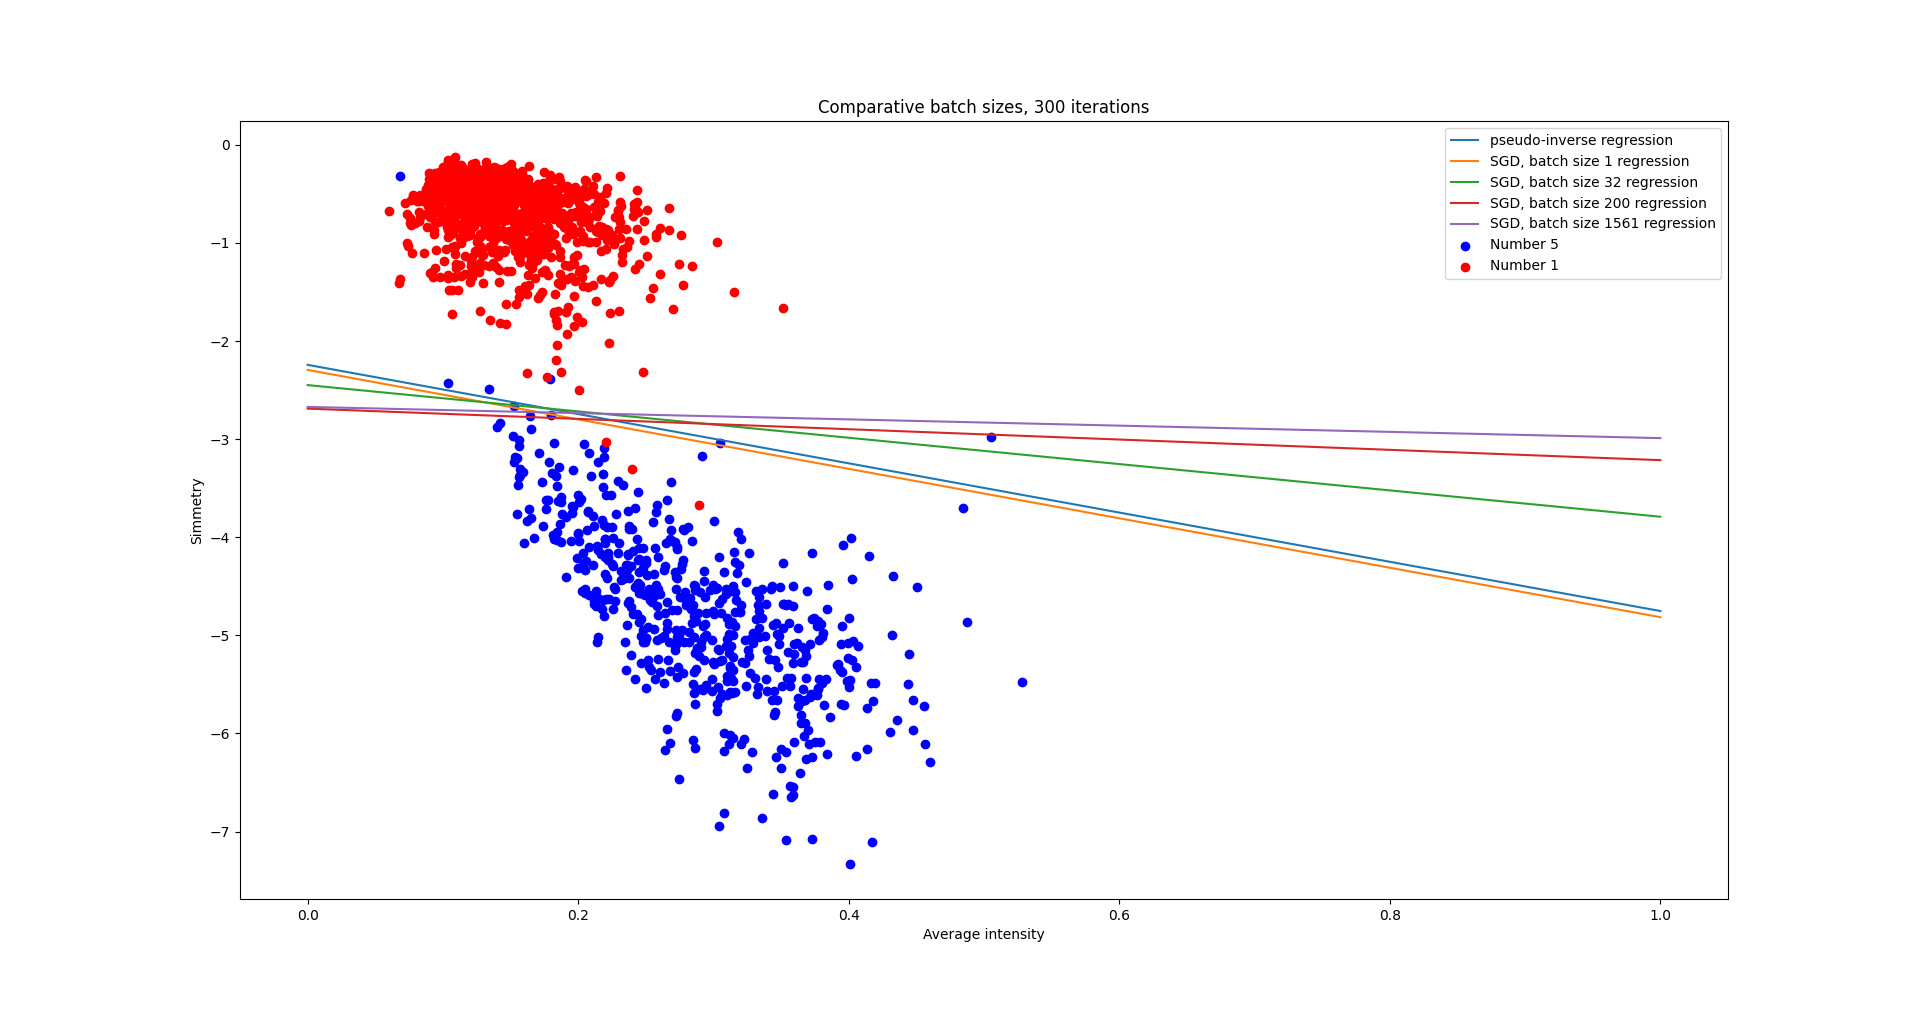 Comparative batch sizes, 300 iterations
pseudo-inverse regression
SGD, batch size 1 regression
SGD, batch size 32 regression
SGD, batch size 200 regression
SGD, batch size 1561 regression
Number 5
Number 1
0
−1
−2
−3
−4
−5
−6
−7
Simmetry
0.0 0.2 0.4 0.6 0.8 1.0
Average intensity